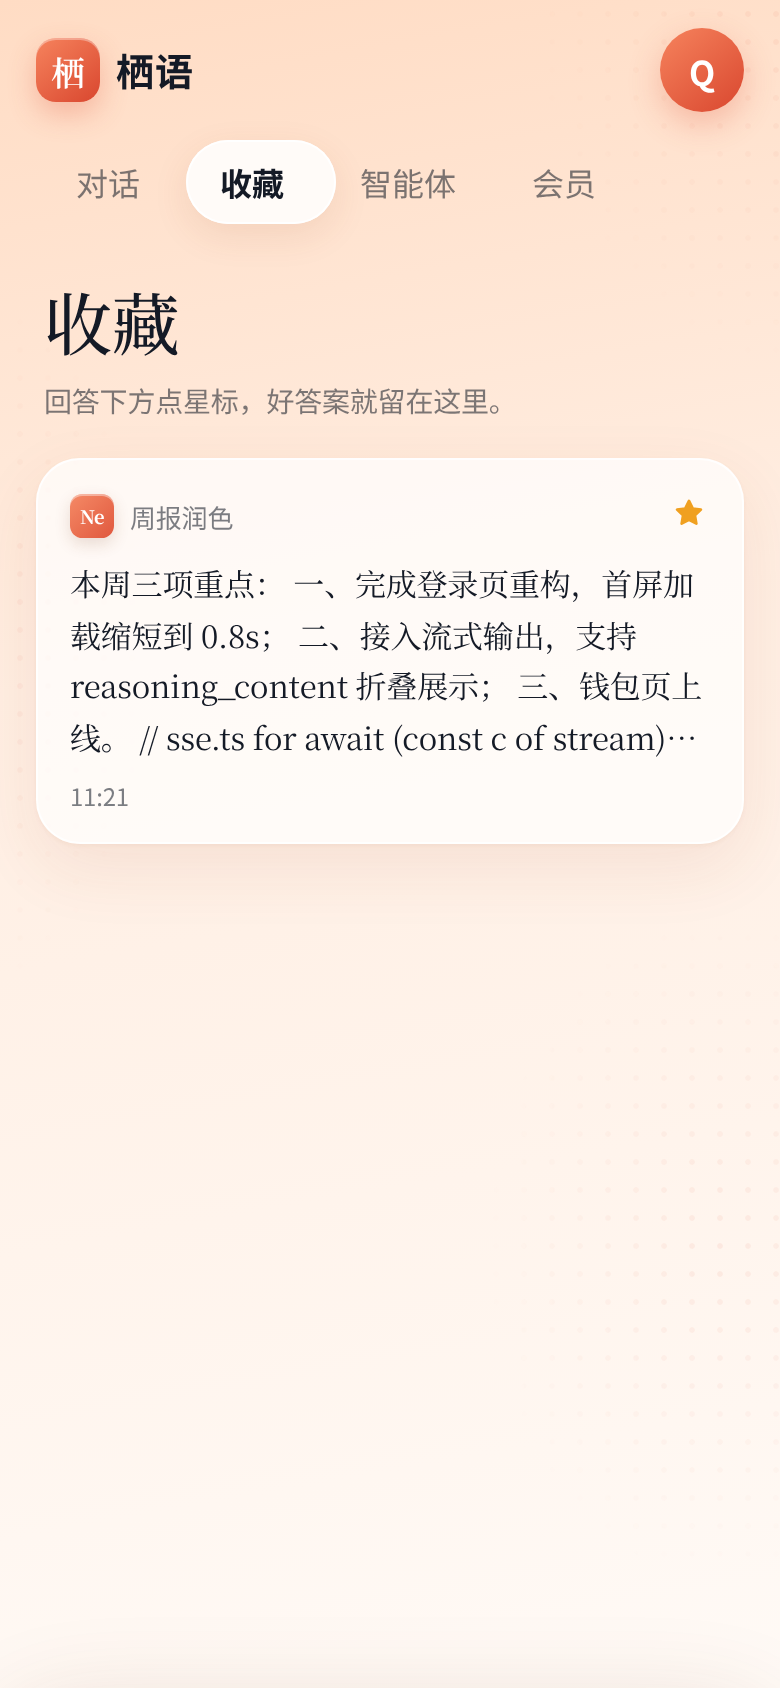 栖 栖语 Q
对话 收藏 智能体 会员
收藏
回答下方点星标，好答案就留在这里。
Ne 周报润色
本周三项重点： 一、完成登录页重构，首屏加
载缩短到 0.8s； 二、接入流式输出，支持
reasoning_content 折叠展示； 三、钱包页上
线。 // sse.ts for await (const c of stream)…
11:21